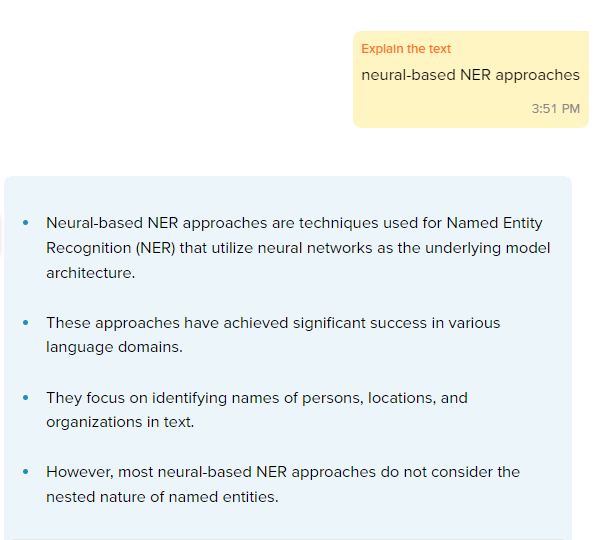 Explain the text
neural-based NER approaches
3:51 PM
• Neural-based NER approaches are techniques used for Named Entity
Recognition (NER) that utilize neural networks as the underlying model
architecture.
• These approaches have achieved significant success in various
language domains.
• They focus on identifying names of persons, locations, and
organizations in text.
• However, most neural-based NER approaches do not consider the
nested nature of named entities.